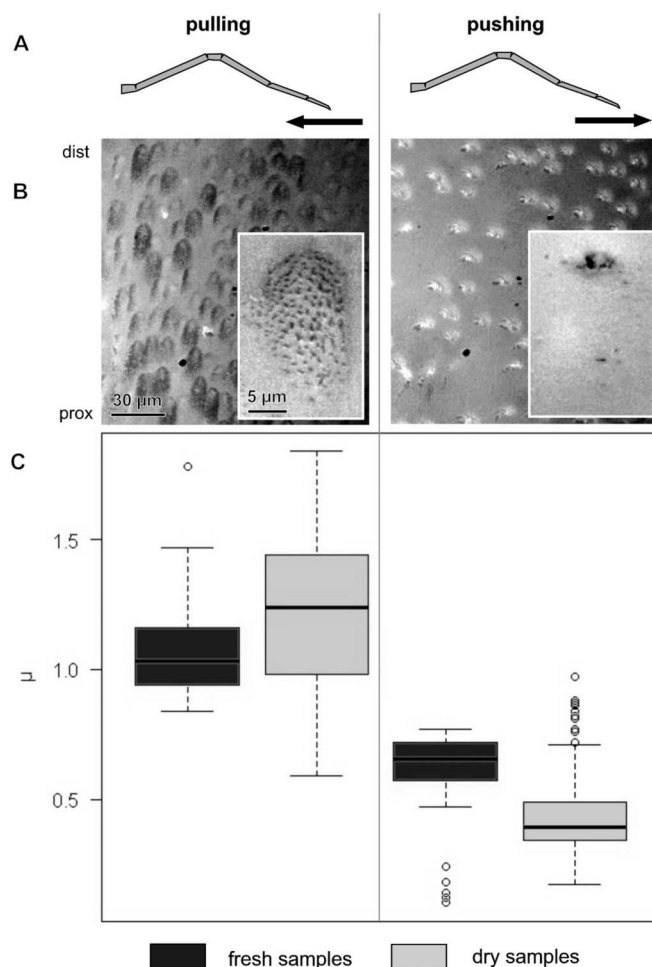 pulling pushing
A
dist
B
30 µm 5 µm
prox
C
1.5
1.0
µ
0.5
fresh samples dry samples